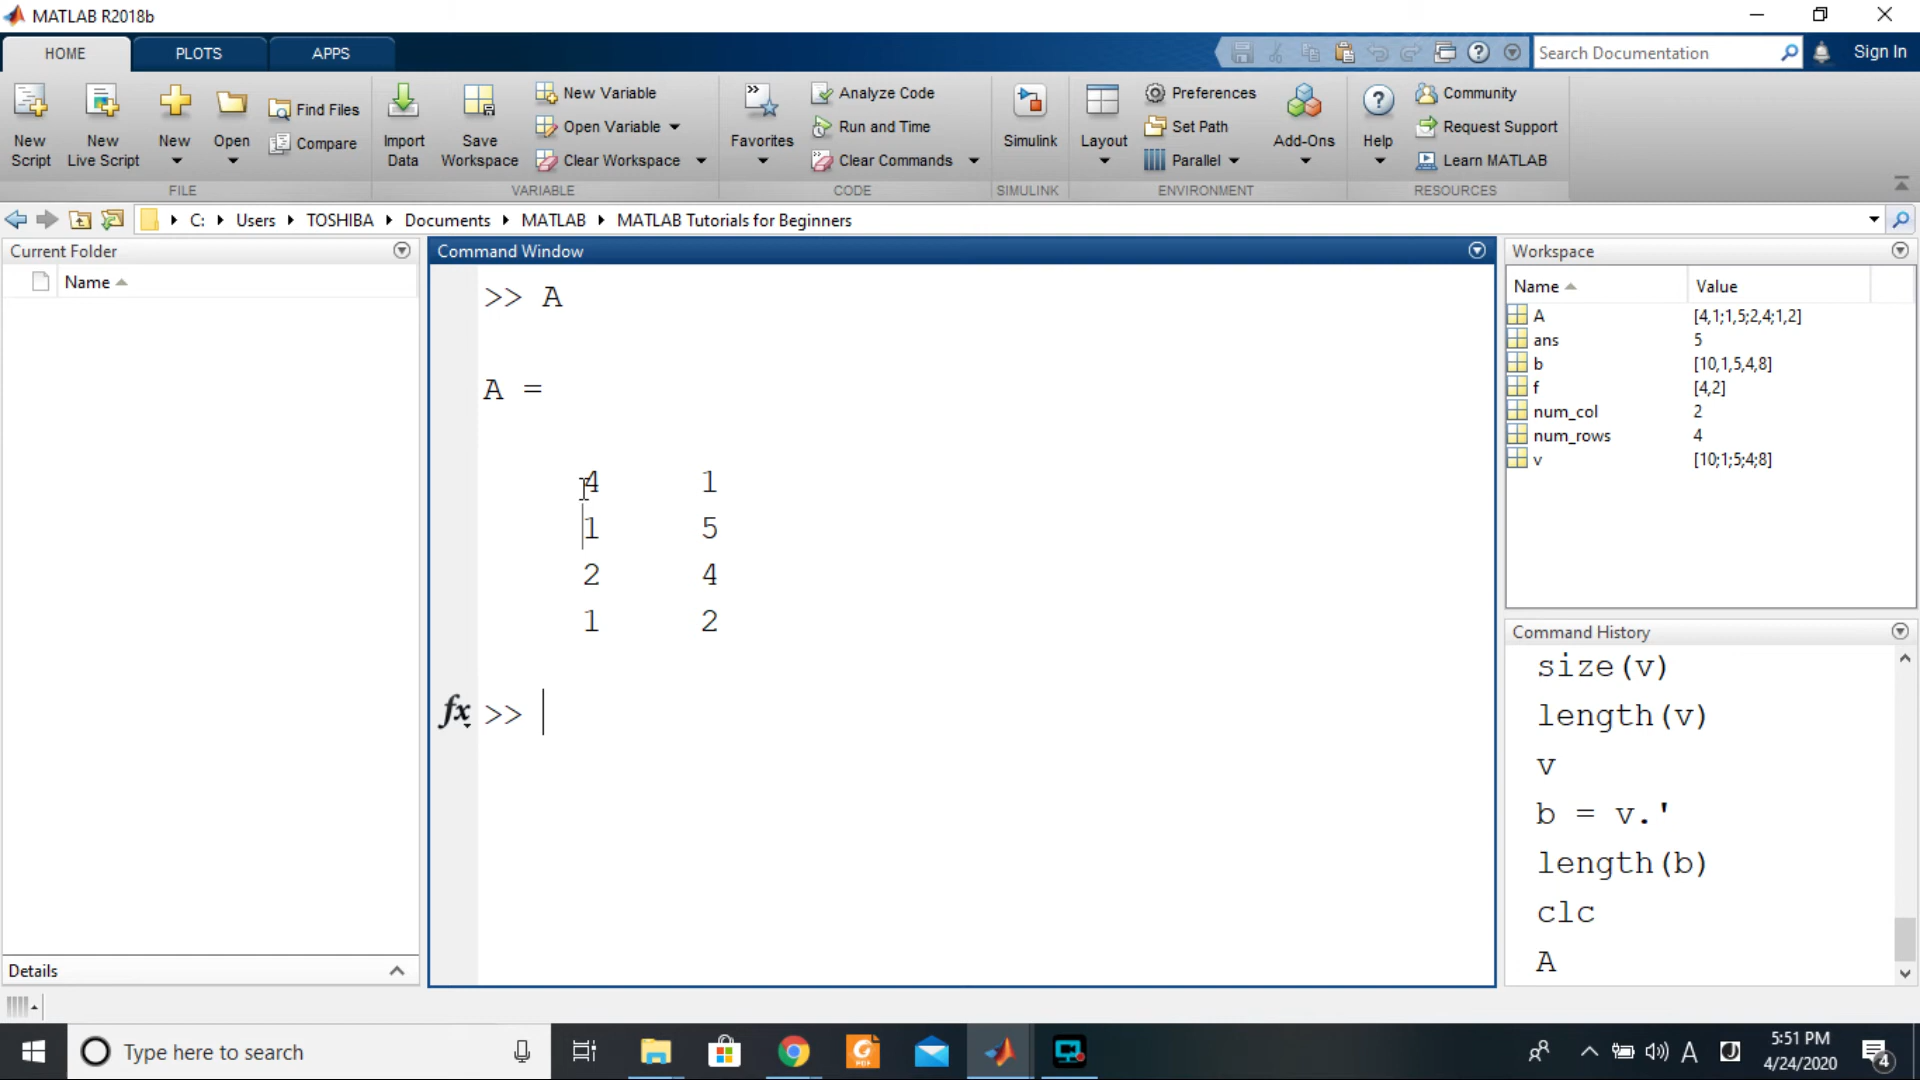 MATLAB R2018b
HOME PLOTS APPS
Search Documentation
Sign In
New Script
New Live Script
New
Open
Find Files
Compare
FILE
Import Data
Save Workspace
New Variable
Open Variable
Clear Workspace
VARIABLE
Favorites
Analyze Code
Run and Time
Clear Commands
CODE
Simulink
SIMULINK
Layout
Preferences
Set Path
Parallel
Add-Ons
ENVIRONMENT
Help
Community
Request Support
Learn MATLAB
RESOURCES
C: Users TOSHIBA Documents MATLAB MATLAB Tutorials for Beginners
Current Folder
Name
Details
Command Window
>> A
A =
4 1
1 5
2 4
1 2
fx >>
Workspace
Name Value
A [4,1;1,5;2,4;1,2]
ans 5
b [10,1,5,4,8]
f [4,2]
num_col 2
num_rows 4
v [10;1;5;4;8]
Command History
size(v)
length(v)
v
b = v.'
length(b)
clc
A
Type here to search
G
PDF
A
J
5:51 PM
4/24/2020
4